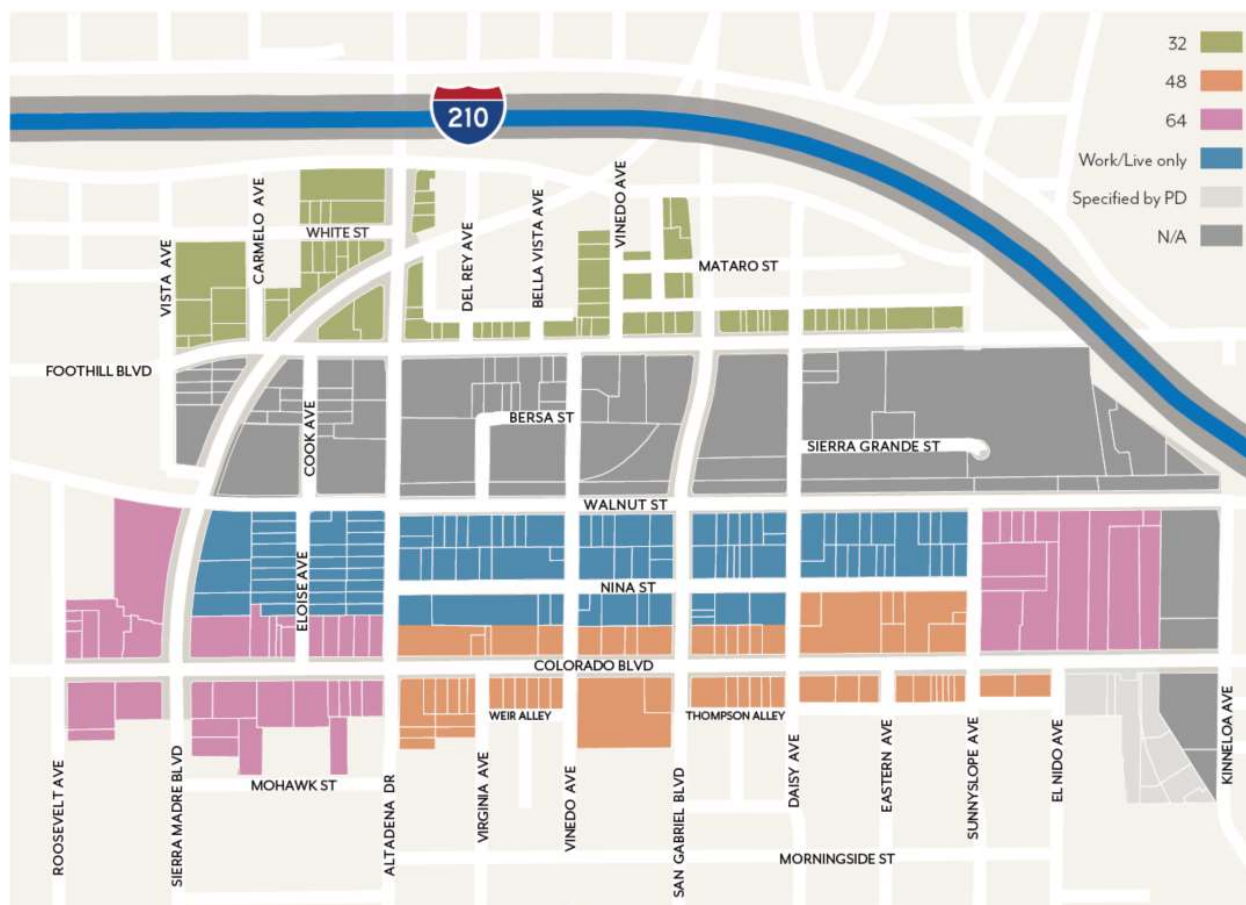 32
48
64
Work/Live only
Specified by PD
N/A
210
WHITE ST
VISTA AVE
CARMELO AVE
DEL REY AVE
BELLA VISTA AVE
VINEDO AVE
MATARO ST
FOOTHILL BLVD
COOK AVE
BERSA ST
SIERRA GRANDE ST
WALNUT ST
ELOISE AVE
NINA ST
COLORADO BLVD
WEIR ALLEY
THOMPSON ALLEY
MOHAWK ST
ROOSEVELT AVE
SIERRA MADRE BLVD
ALTADENA DR
VIRGINIA AVE
VINEDO AVE
SAN GABRIEL BLVD
DAISY AVE
EASTERN AVE
SUNNYSLOPE AVE
EL NIDO AVE
KINNELOA AVE
MORNINGSIDE ST